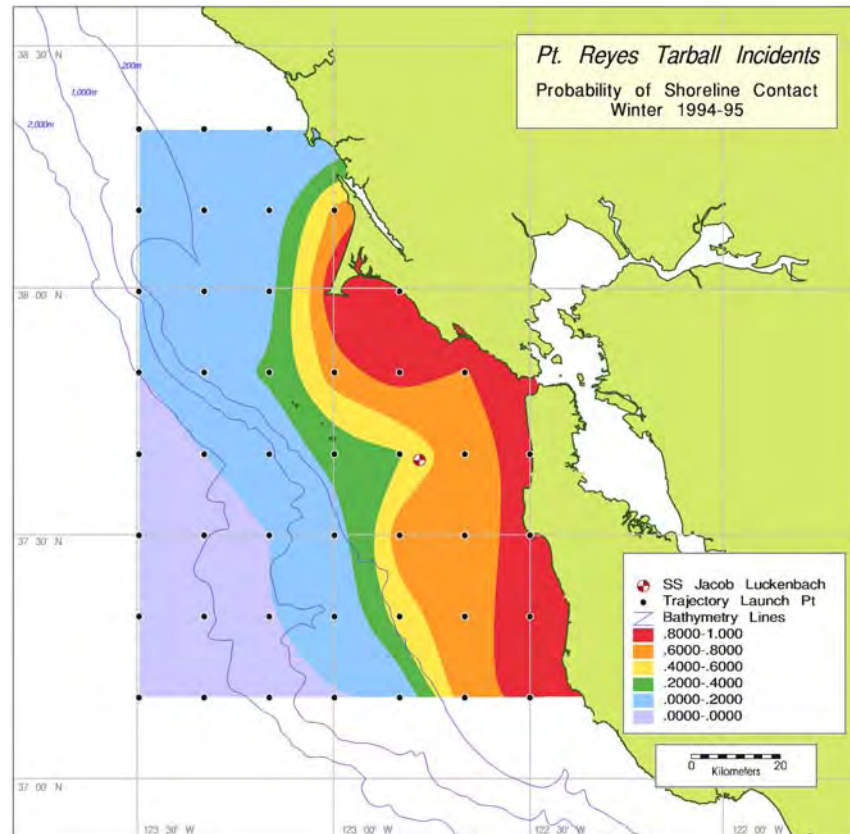 Pt. Reyes Tarball Incidents
Probability of Shoreline Contact
Winter 1994-95
38 30' N
200m
1,000m
2,000m
38 00' N
37 30' N
SS Jacob Luckenbach
Trajectory Launch Pt
Bathymetry Lines
.8000-1.000
.6000-.8000
.4000-.6000
.2000-.4000
.0000-.2000
.0000-.0000
0 20
Kilometers
37 00' N
123 30' W
123 00' W
122 30' W
122 00' W